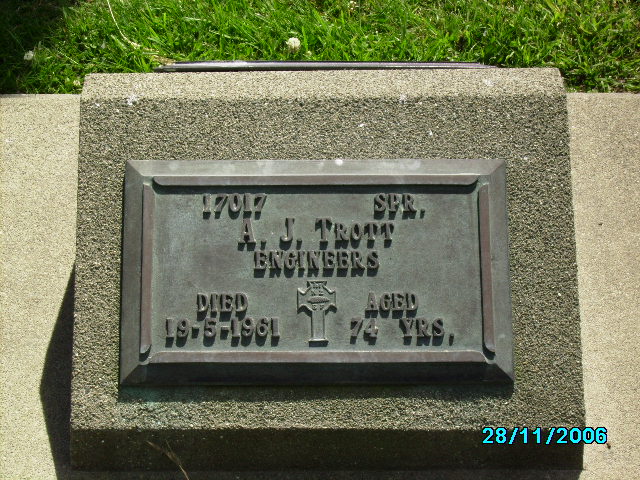 17017 SPR.
A. J. TROTT
ENGINEERS
DIED AGED
19-5-1961 74 YRS.
28/11/2006